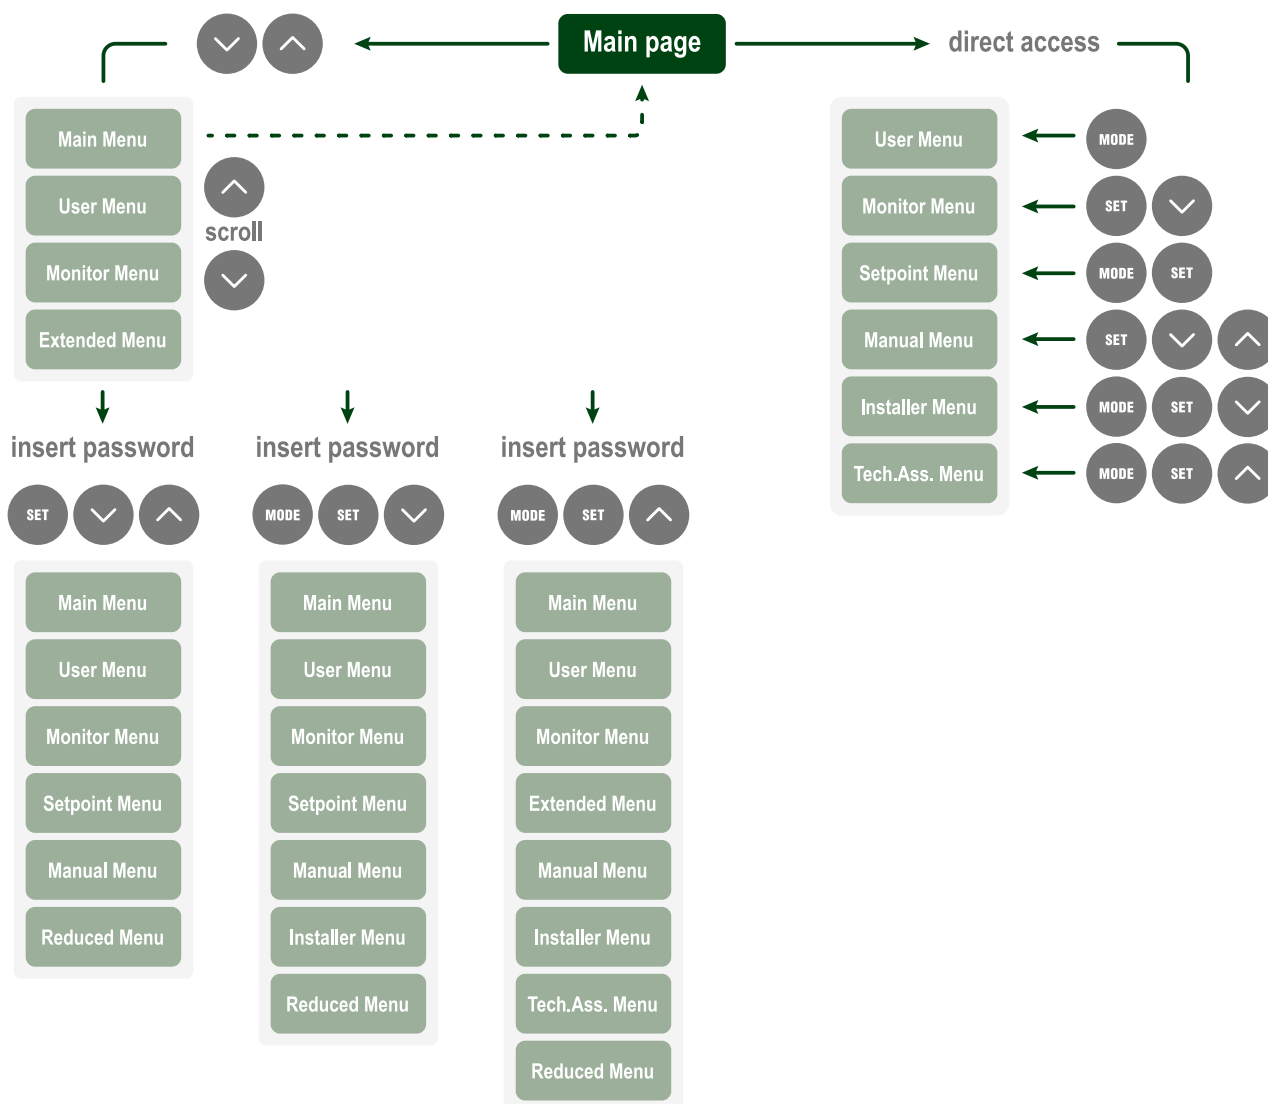 Main page
direct access
Main Menu
User Menu
Monitor Menu
Extended Menu
scroll
User Menu
MODE
Monitor Menu
SET
Setpoint Menu
MODE SET
Manual Menu
SET
Installer Menu
MODE SET
Tech.Ass. Menu
MODE SET
insert password
SET
Main Menu
User Menu
Monitor Menu
Setpoint Menu
Manual Menu
Reduced Menu
insert password
MODE SET
Main Menu
User Menu
Monitor Menu
Setpoint Menu
Manual Menu
Installer Menu
Reduced Menu
insert password
MODE SET
Main Menu
User Menu
Monitor Menu
Extended Menu
Manual Menu
Installer Menu
Tech.Ass. Menu
Reduced Menu